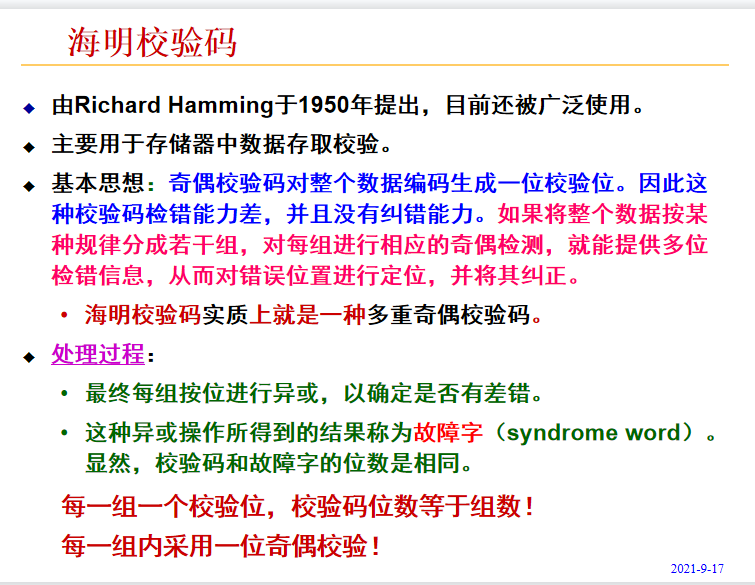 海明校验码
由Richard Hamming于1950年提出，目前还被广泛使用。
主要用于存储器中数据存取校验。
基本思想：奇偶校验码对整个数据编码生成一位校验位。因此这
种校验码检错能力差，并且没有纠错能力。如果将整个数据按某
种规律分成若干组，对每组进行相应的奇偶检测，就能提供多位
检错信息，从而对错误位置进行定位，并将其纠正。
海明校验码实质上就是一种多重奇偶校验码。
处理过程：
最终每组按位进行异或，以确定是否有差错。
这种异或操作所得到的结果称为故障字（syndrome word）。
显然，校验码和故障字的位数是相同。
每一组一个校验位，校验码位数等于组数！
每一组内采用一位奇偶校验！
2021-9-17